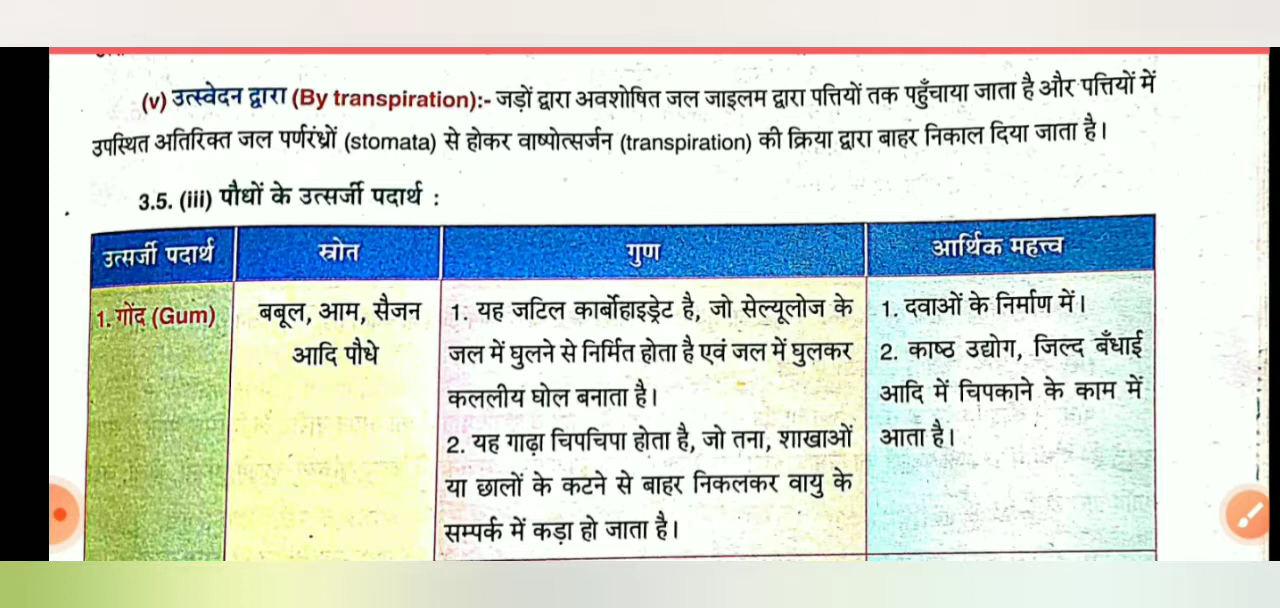 (v) उत्स्वेदन द्वारा (By transpiration):- जड़ों द्वारा अवशोषित जल जाइलम द्वारा पत्तियों तक पहुँचाया जाता है और पत्तियों में
उपस्थित अतिरिक्त जल पर्णरंध्रों (stomata) से होकर वाष्पोत्सर्जन (transpiration) की क्रिया द्वारा बाहर निकाल दिया जाता है।
3.5. (iii) पौधों के उत्सर्जी पदार्थ :
उत्सर्जी पदार्थ
स्त्रोत
गुण
आर्थिक महत्त्व
1. गोंद (Gum)
बबूल, आम, सैजन
आदि पौधे
1. यह जटिल कार्बोहाइड्रेट है, जो सेल्यूलोज के
जल में घुलने से निर्मित होता है एवं जल में घुलकर
कललीय घोल बनाता है।
2. यह गाढ़ा चिपचिपा होता है, जो तना, शाखाओं
या छालों के कटने से बाहर निकलकर वायु के
सम्पर्क में कड़ा हो जाता है।
1. दवाओं के निर्माण में।
2. काष्ठ उद्योग, जिल्द बँधाई
आदि में चिपकाने के काम में
आता है।